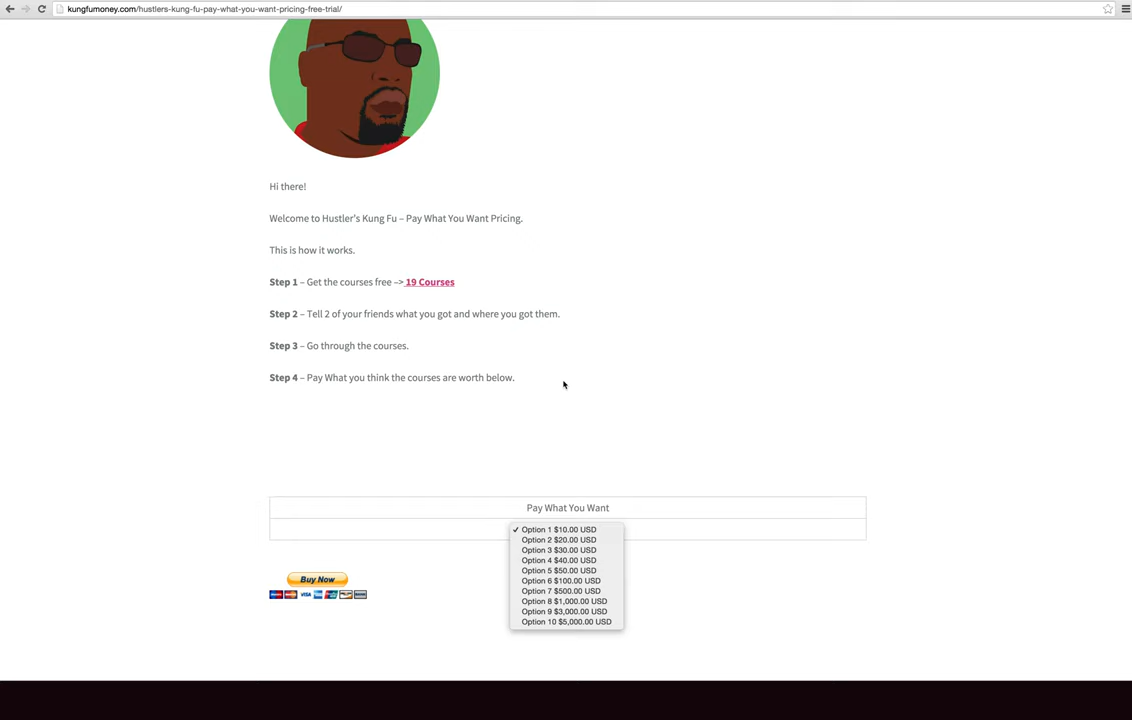 kungfumoney.com/hustlers-kung-fu-pay-what-you-want-pricing-free-trial/
Hi there!
Welcome to Hustler's Kung Fu – Pay What You Want Pricing.
This is how it works.
Step 1 – Get the courses free –> 19 Courses
Step 2 – Tell 2 of your friends what you got and where you got them.
Step 3 – Go through the courses.
Step 4 – Pay What you think the courses are worth below.
Pay What You Want
✓ Option 1 $10.00 USD
Option 2 $20.00 USD
Option 3 $30.00 USD
Option 4 $40.00 USD
Option 5 $50.00 USD
Option 6 $100.00 USD
Option 7 $500.00 USD
Option 8 $1,000.00 USD
Option 9 $3,000.00 USD
Option 10 $5,000.00 USD
Buy Now
VISA